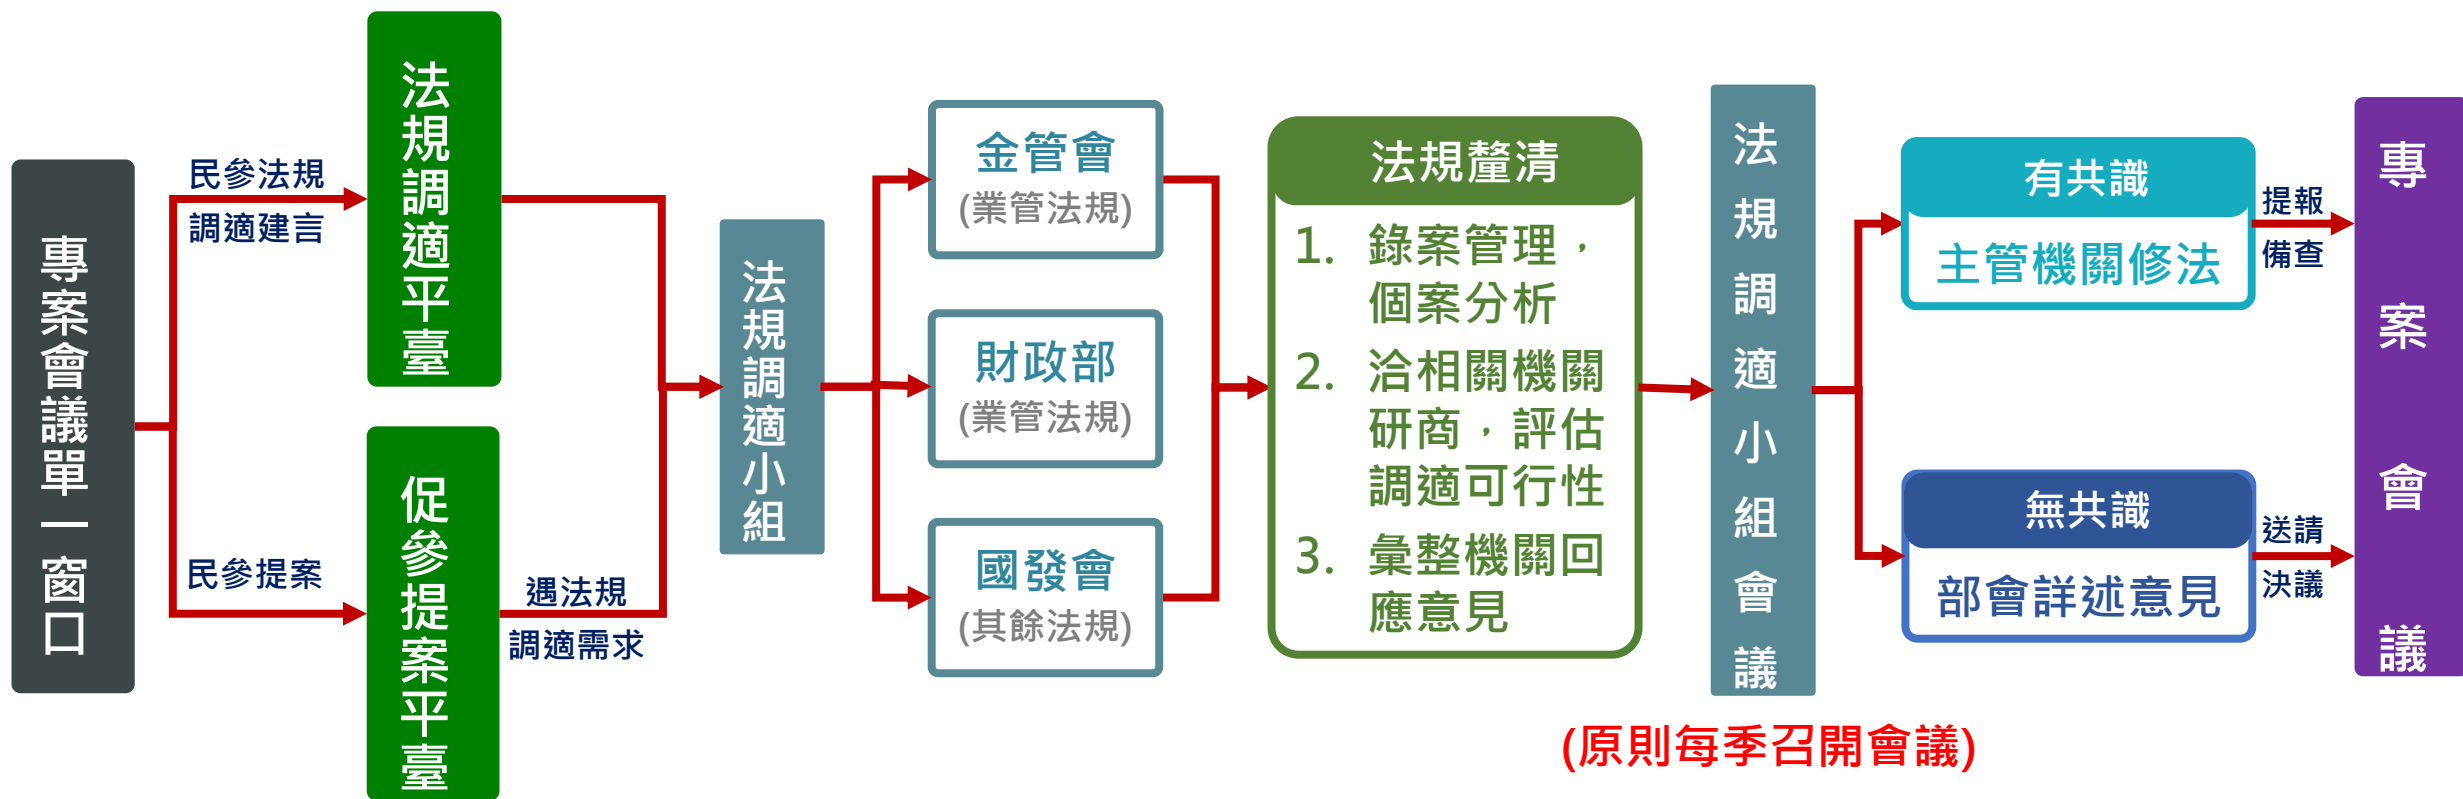 專案會議單一窗口
民參法規
調適建言
民參提案
法規調適平臺
促參提案平臺
遇法規
調適需求
法規調適小組
金管會
(業管法規)
財政部
(業管法規)
國發會
(其餘法規)
法規釐清
1. 錄案管理，
個案分析
2. 洽相關機關
研商，評估
調適可行性
3. 彙整機關回
應意見
法規調適小組會議
(原則每季召開會議)
有共識
主管機關修法
無共識
部會詳述意見
提報
備查
送請
決議
專案會議